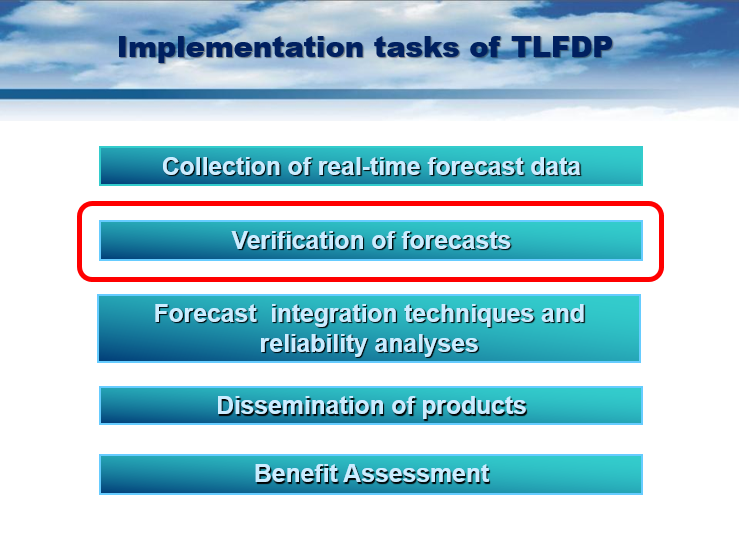 Implementation tasks of TLFDP
Collection of real-time forecast data
Verification of forecasts
Forecast  integration techniques and
reliability analyses
Dissemination of products
Benefit Assessment